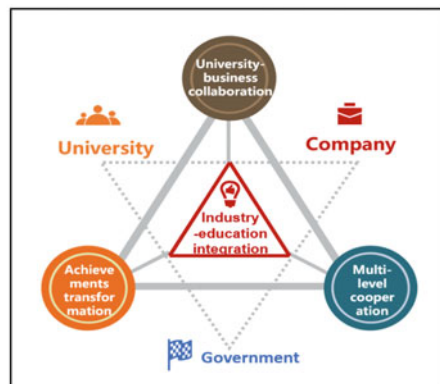 University-
business
collaboration
University
Company
Industry
-education
integration
Achieve
ments
transfor
mation
Multi-
level
cooper
ation
Government